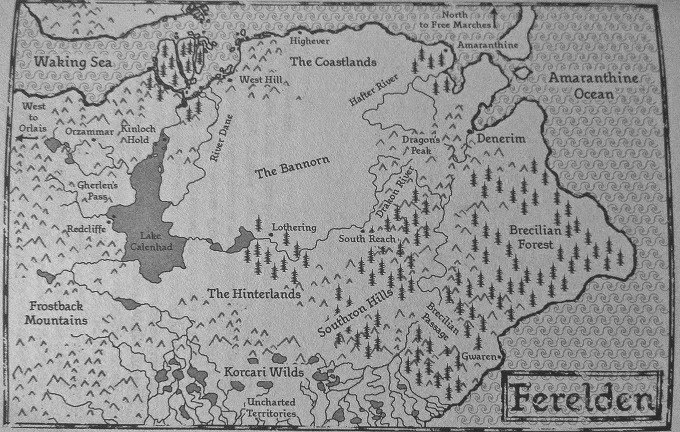 North
to Free Marches
Highever
Amaranthine
Waking Sea
The Coastlands
West Hill
Amaranthine
Ocean
Hafter River
West
to
Orlais
Orzammar
Kinloch
Hold
River Dane
Dragon's
Peak
Denerim
The Bannorn
Gherlen's
Pass
Drakon River
Redcliffe
Lake
Calenhad
Lothering
South Reach
Brecilian
Forest
The Hinterlands
Frostback
Mountains
Southron Hills
Brecilian
Passage
Gwaren
Korcari Wilds
Uncharted
Territories
Ferelden